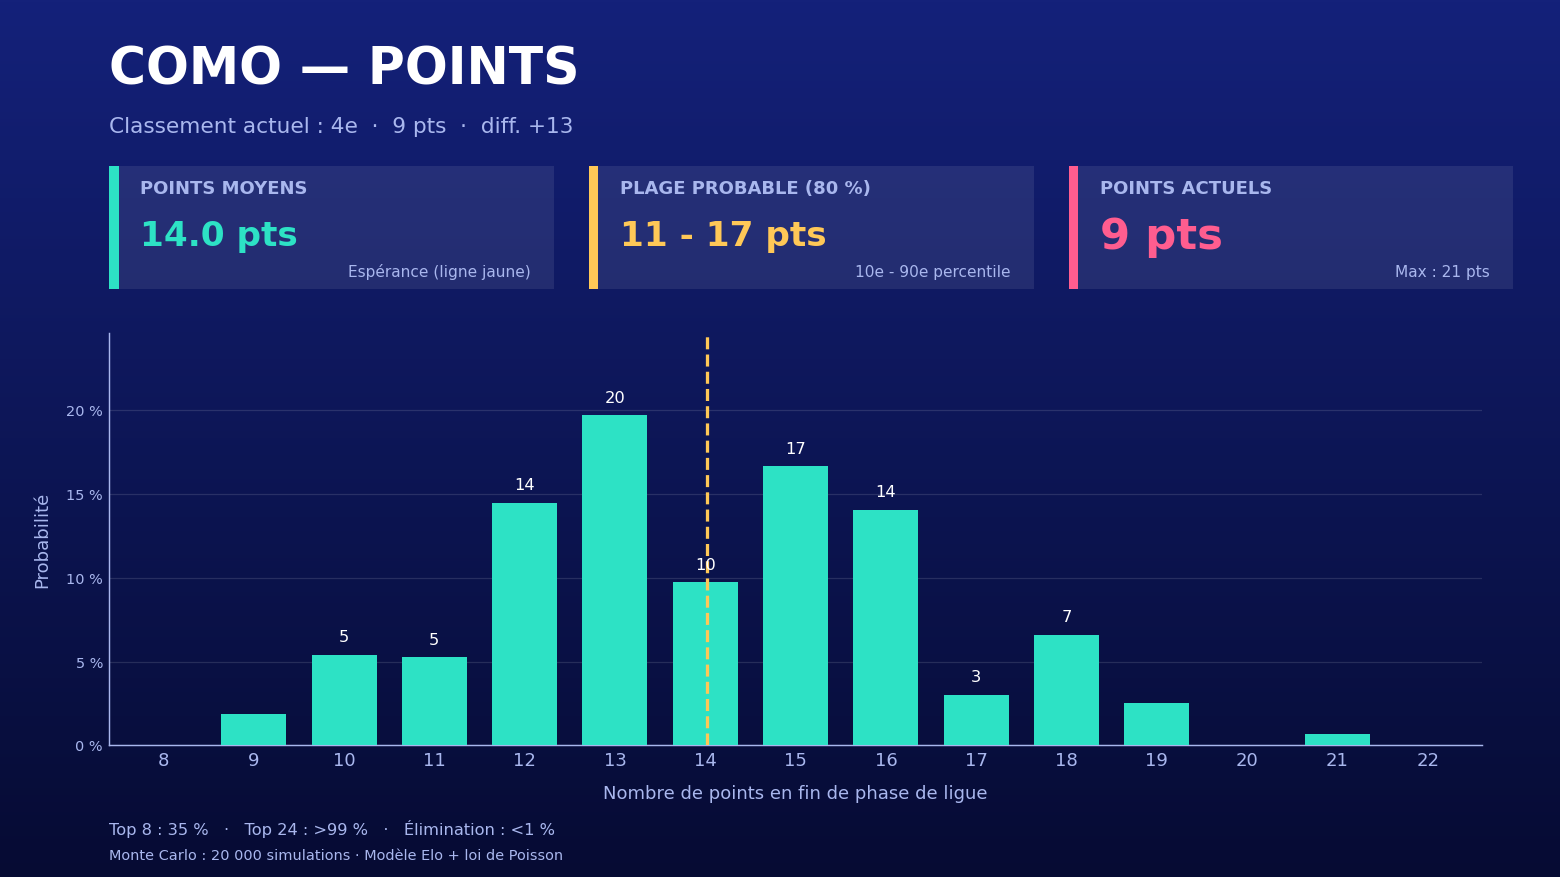 COMO — POINTS
Classement actuel : 4e · 9 pts · diff. +13
POINTS MOYENS
14.0 pts
Espérance (ligne jaune)
PLAGE PROBABLE (80 %)
11 - 17 pts
10e - 90e percentile
POINTS ACTUELS
9 pts
Max : 21 pts
Probabilité
20 %
15 %
10 %
5 %
0 %
5
5
14
20
10
17
14
3
7
8 9 10 11 12 13 14 15 16 17 18 19 20 21 22
Nombre de points en fin de phase de ligue
Top 8 : 35 % · Top 24 : >99 % · Élimination : <1 %
Monte Carlo : 20 000 simulations · Modèle Elo + loi de Poisson